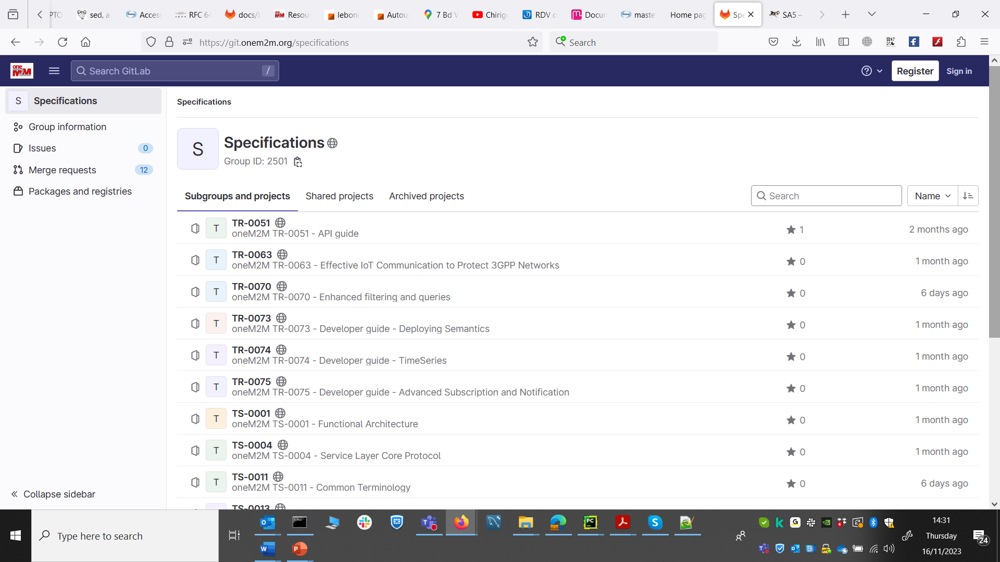 PTO
sed, a
Access
RFC 64
docs/b
Resou
lebonc
Autou
7 Bd V
Chirig
RDV c
Docun
maste
Home pag
Spe
SA5 –
https://git.onem2m.org/specifications
Search
one M2M
Search GitLab
/
Register
Sign in
S Specifications
Group information
Issues 0
Merge requests 12
Packages and registries
Collapse sidebar
Specifications
S
Specifications
Group ID: 2501
Subgroups and projects
Shared projects
Archived projects
Search
Name
T TR-0051
oneM2M TR-0051 - API guide
1
2 months ago
T TR-0063
oneM2M TR-0063 - Effective IoT Communication to Protect 3GPP Networks
0
1 month ago
T TR-0070
oneM2M TR-0070 - Enhanced filtering and queries
0
6 days ago
T TR-0073
oneM2M TR-0073 - Developer guide - Deploying Semantics
0
1 month ago
T TR-0074
oneM2M TR-0074 - Developer guide - TimeSeries
0
1 month ago
T TR-0075
oneM2M TR-0075 - Developer guide - Advanced Subscription and Notification
0
1 month ago
T TS-0001
oneM2M TS-0001 - Functional Architecture
0
1 month ago
T TS-0004
oneM2M TS-0004 - Service Layer Core Protocol
0
1 month ago
T TS-0011
oneM2M TS-0011 - Common Terminology
0
6 days ago
TS-0013
Type here to search
14:31
Thursday
16/11/2023
24